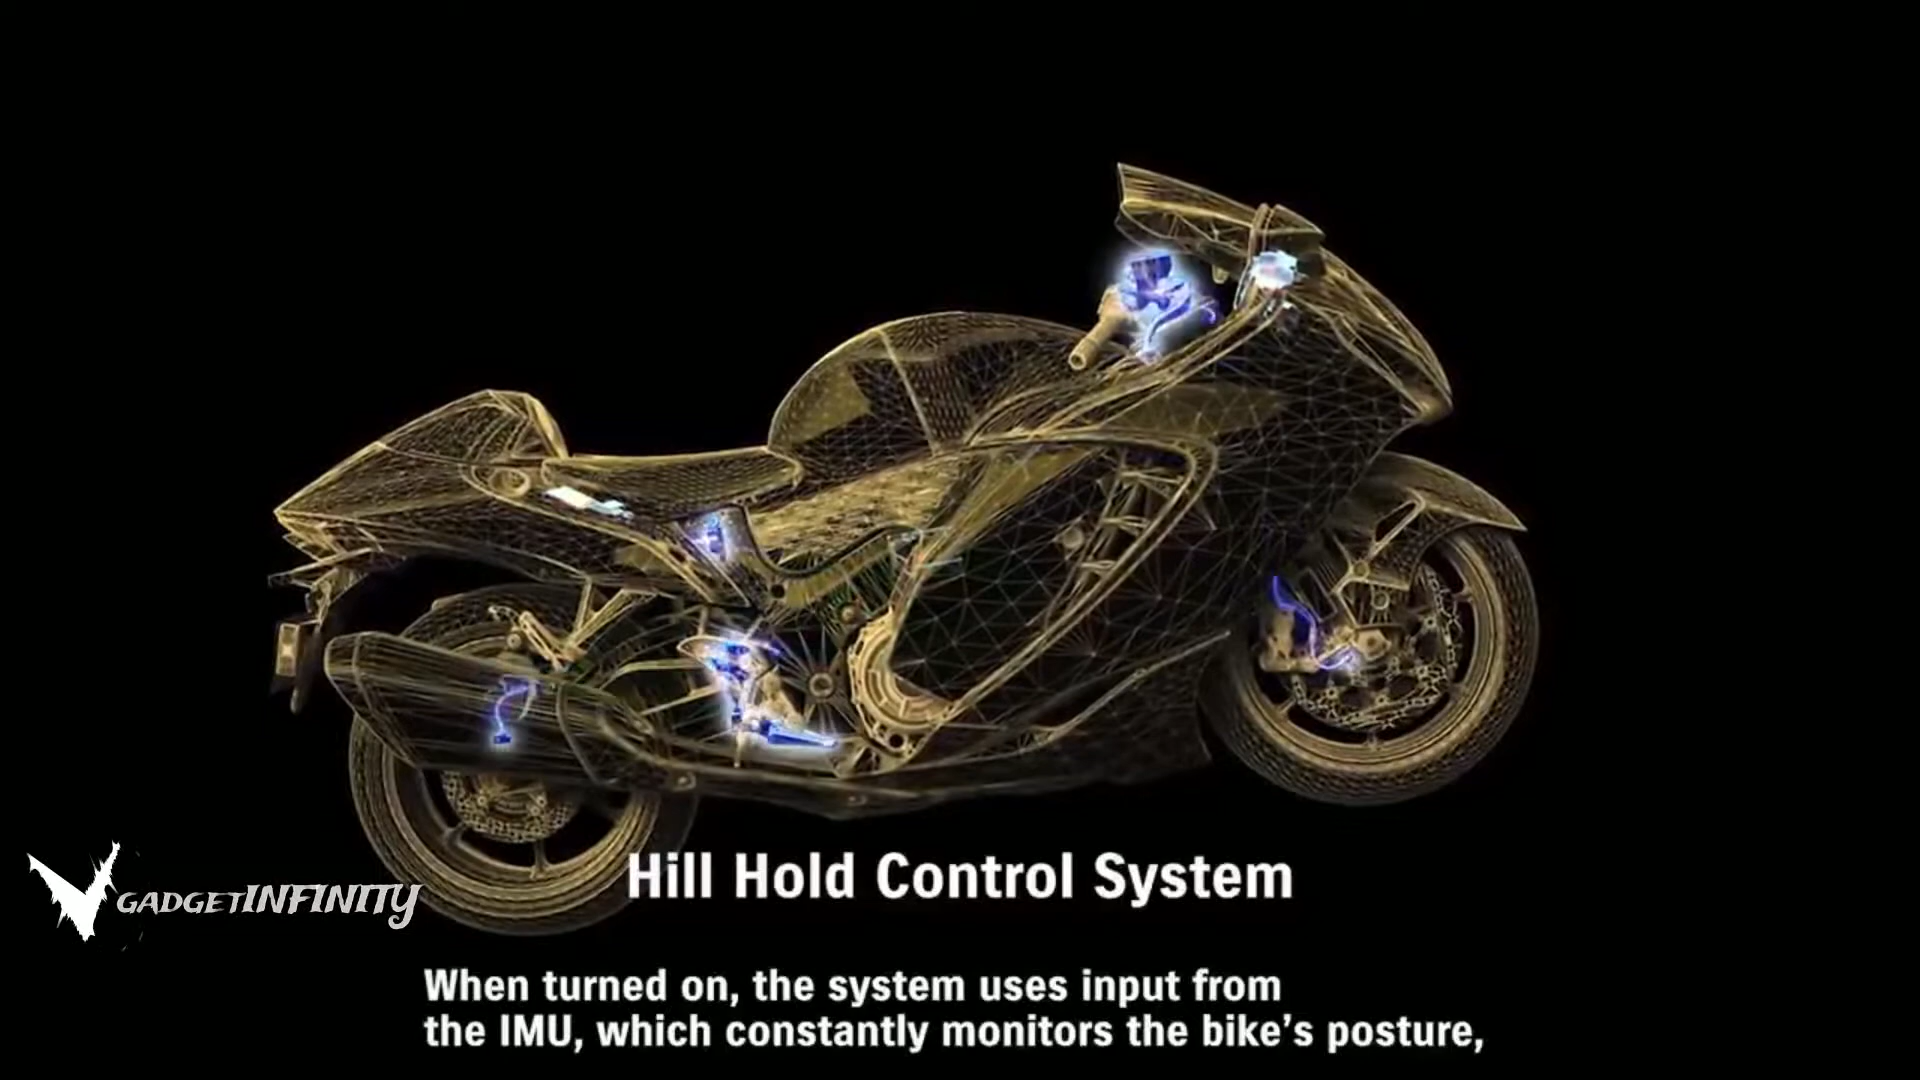 Hill Hold Control System
GADGETINFINITY
When turned on, the system uses input from
the IMU, which constantly monitors the bike's posture,